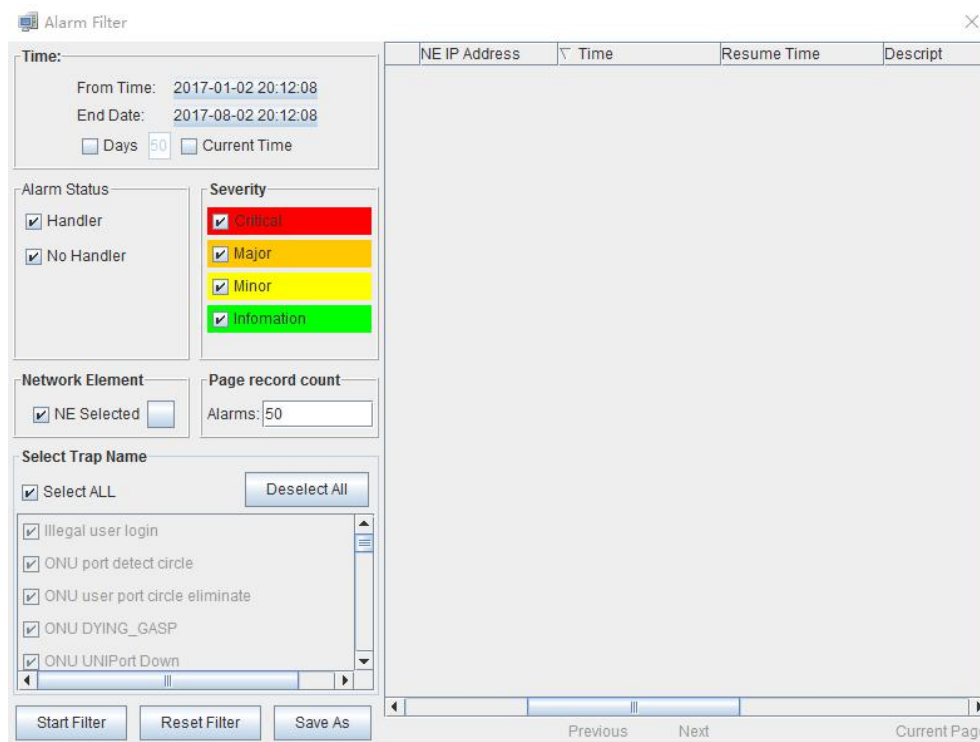 Alarm Filter
NE IP Address Time Resume Time Descript
Time:
From Time: 2017-01-02 20:12:08
End Date: 2017-08-02 20:12:08
Days 50 Current Time
Alarm Status Severity
Handler Critical
No Handler Major
Minor
Infomation
Network Element Page record count
NE Selected Alarms: 50
Select Trap Name
Select ALL Deselect All
Illegal user login
ONU port detect circle
ONU user port circle eliminate
ONU DYING_GASP
ONU UNIPort Down
Start Filter Reset Filter Save As Previous Next Current Pag